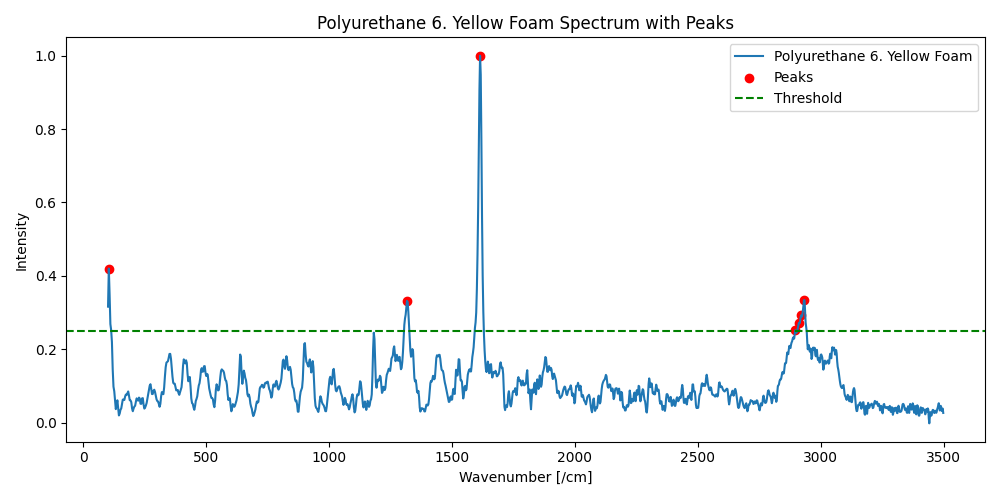 Polyurethane 6. Yellow Foam Spectrum with Peaks
Polyurethane 6. Yellow Foam
Peaks
Threshold
Intensity
1.0
0.8
0.6
0.4
0.2
0.0
0 500 1000 1500 2000 2500 3000 3500
Wavenumber [/cm]